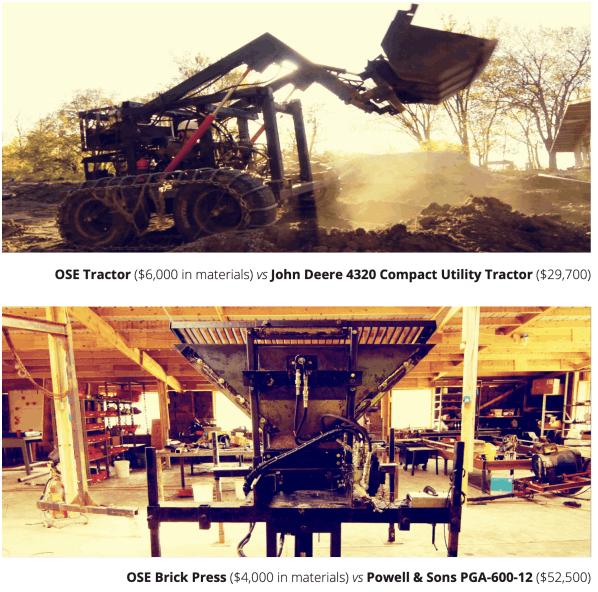 OSE Tractor ($6,000 in materials) vs John Deere 4320 Compact Utility Tractor ($29,700)
OSE Brick Press ($4,000 in materials) vs Powell & Sons PGA-600-12 ($52,500)